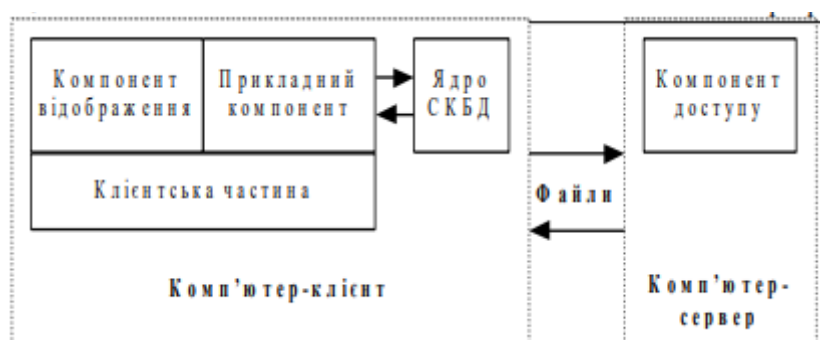 Компонент
відображення
Прикладний
компонент
Ядро
СКБД
Компонент
доступу
Клієнтська частина
Файли
Комп’ютер-клієнт
Комп’ютер-
сервер